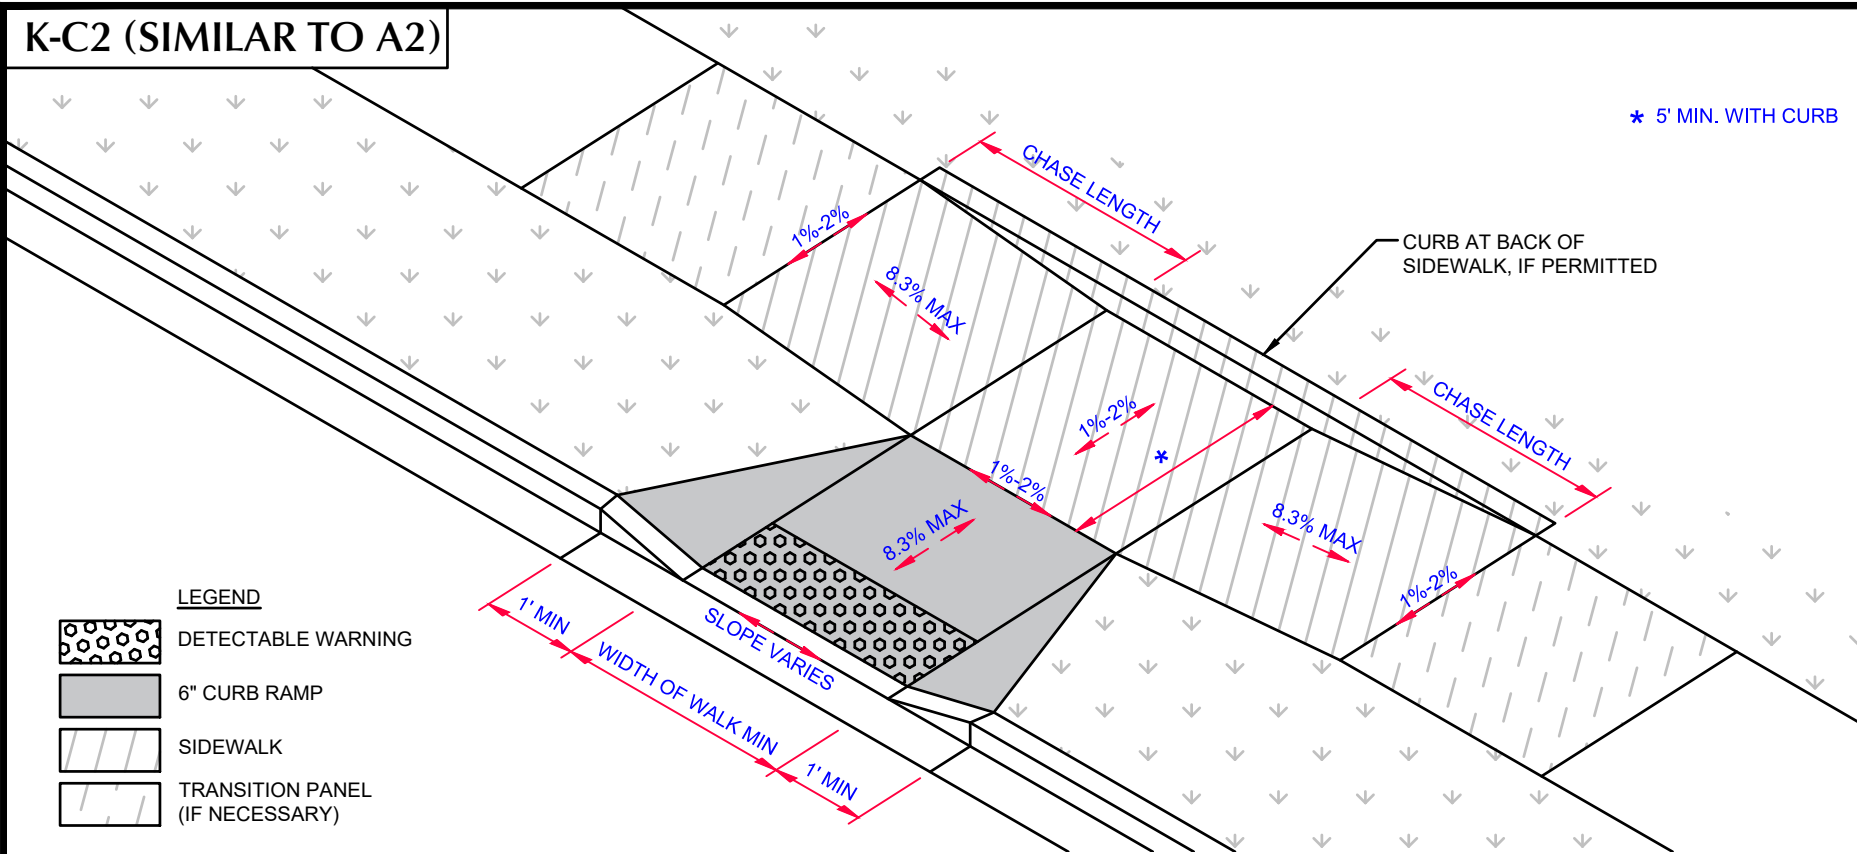 K-C2 (SIMILAR TO A2)
* 5' MIN. WITH CURB
CHASE LENGTH
1%-2%
8.3% MAX
CURB AT BACK OF
SIDEWALK, IF PERMITTED
CHASE LENGTH
1%-2%
*
1%-2%
8.3% MAX
8.3% MAX
1%-2%
1' MIN
SLOPE VARIES
WIDTH OF WALK MIN
1' MIN
LEGEND
DETECTABLE WARNING
6" CURB RAMP
SIDEWALK
TRANSITION PANEL
(IF NECESSARY)